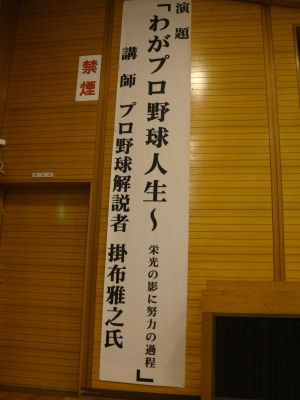 演題
「わがプロ野球人生～栄光の影に努力の過程」
講師 プロ野球解説者 掛布雅之氏
禁煙